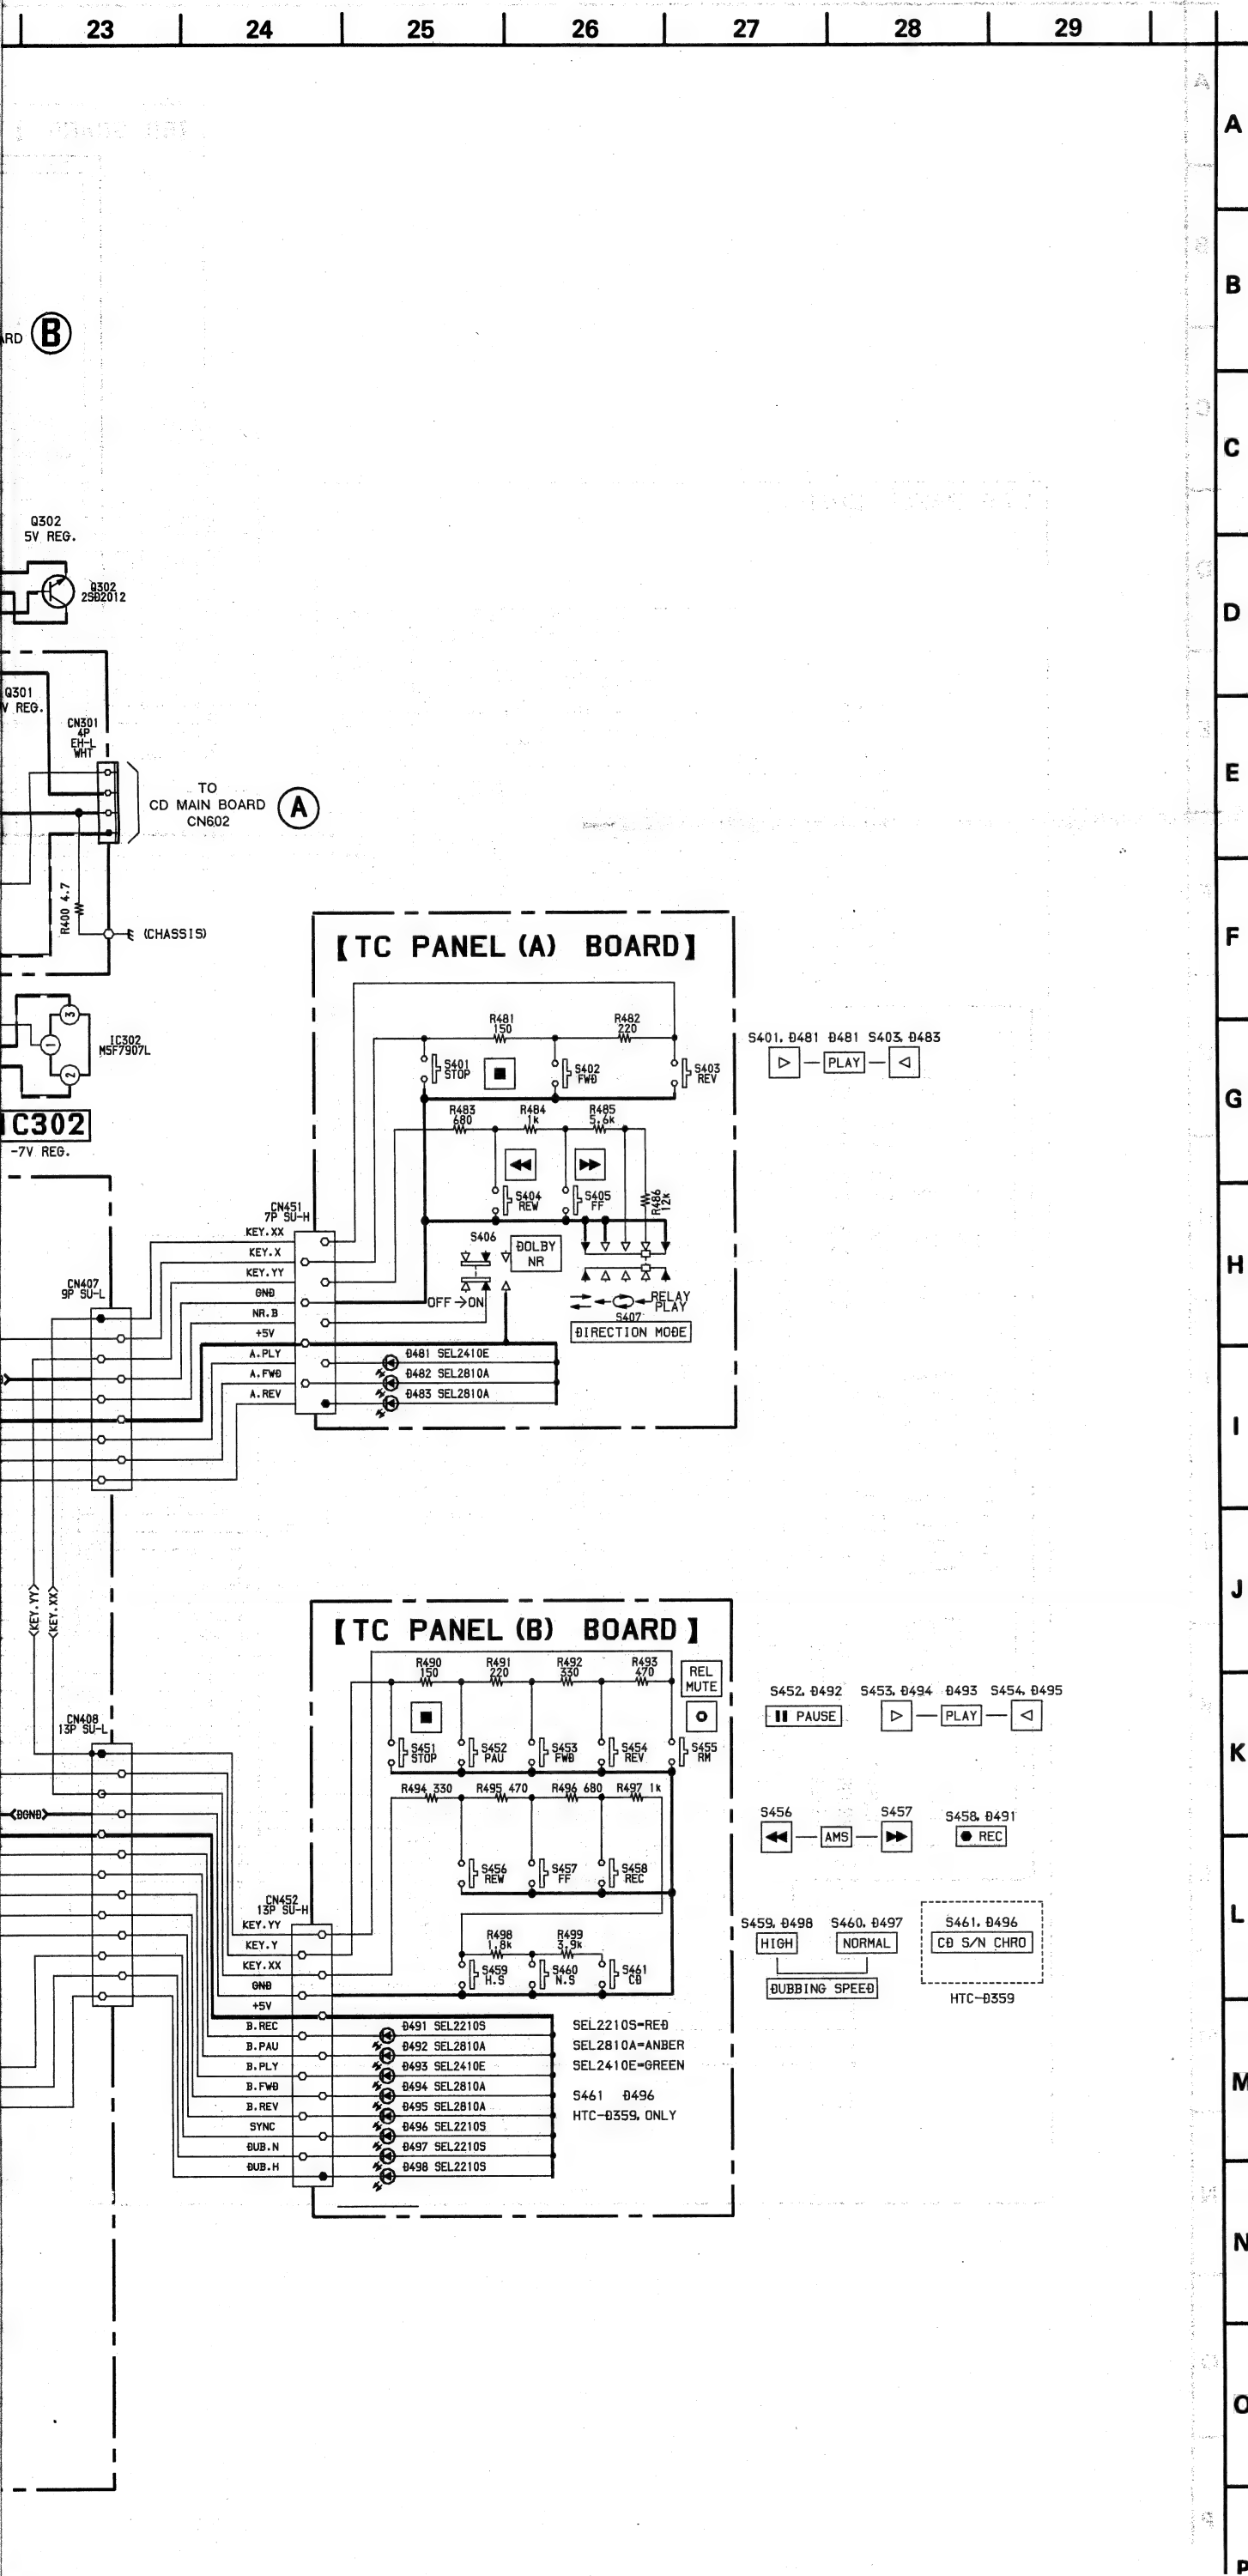 23 24 25 26 27 28 29
A
B
ARD B
C
Q302
5V REG.
Q302
2SD2012
D
Q301
V REG.
CN301
4P
EH-L
WHT
E
TO
CD MAIN BOARD
CN602
A
R400 4.7
(CHASSIS)
F
【TC PANEL (A) BOARD】
IC302
M5F7907L
3
1
2
IC302
-7V REG.
R481
150
R482
220
S401
STOP
S402
FWD
S403
REV
S401, D481 D481 S403, D483
PLAY
G
R483
680
R484
1k
R485
5.6k
R486
12k
S404
REW
S405
FF
CN451
7P SU-H
KEY.XX
KEY.X
KEY.YY
GND
NR.B
+5V
A.PLY
A.FWD
A.REV
S406
DOLBY
NR
OFF→ON
RELAY
PLAY
S407
DIRECTION MODE
H
CN407
9P SU-L
D481 SEL2410E
D482 SEL2810A
D483 SEL2810A
I
<KEY.YY>
<KEY.XX>
J
【TC PANEL (B) BOARD】
R490
150
R491
220
R492
330
R493
470
REL
MUTE
S451
STOP
S452
PAU
S453
FWD
S454
REV
S455
RM
S452, D492
PAUSE
S453, D494 D493 S454, D495
PLAY
K
CN408
13P SU-L
<DGND>
R494 330
R495 470
R496 680
R497 1k
S456
REW
S457
FF
S458
REC
S456 S457
AMS
S458, D491
REC
L
CN452
13P SU-H
KEY.YY
KEY.Y
KEY.XX
GND
+5V
B.REC
B.PAU
B.PLY
B.FWD
B.REV
SYNC
DUB.N
DUB.H
R498
1.8k
R499
3.9k
S459
H.S
S460
N.S
S461
CD
S459, D498
HIGH
S460, D497
NORMAL
DUBBING SPEED
S461, D496
CD S/N CHRO
HTC-D359
D491 SEL2210S
D492 SEL2810A
D493 SEL2410E
D494 SEL2810A
D495 SEL2810A
D496 SEL2210S
D497 SEL2210S
D498 SEL2210S
SEL2210S=RED
SEL2810A=ANBER
SEL2410E=GREEN
S461 D496
HTC-D359, ONLY
M
N
O
P